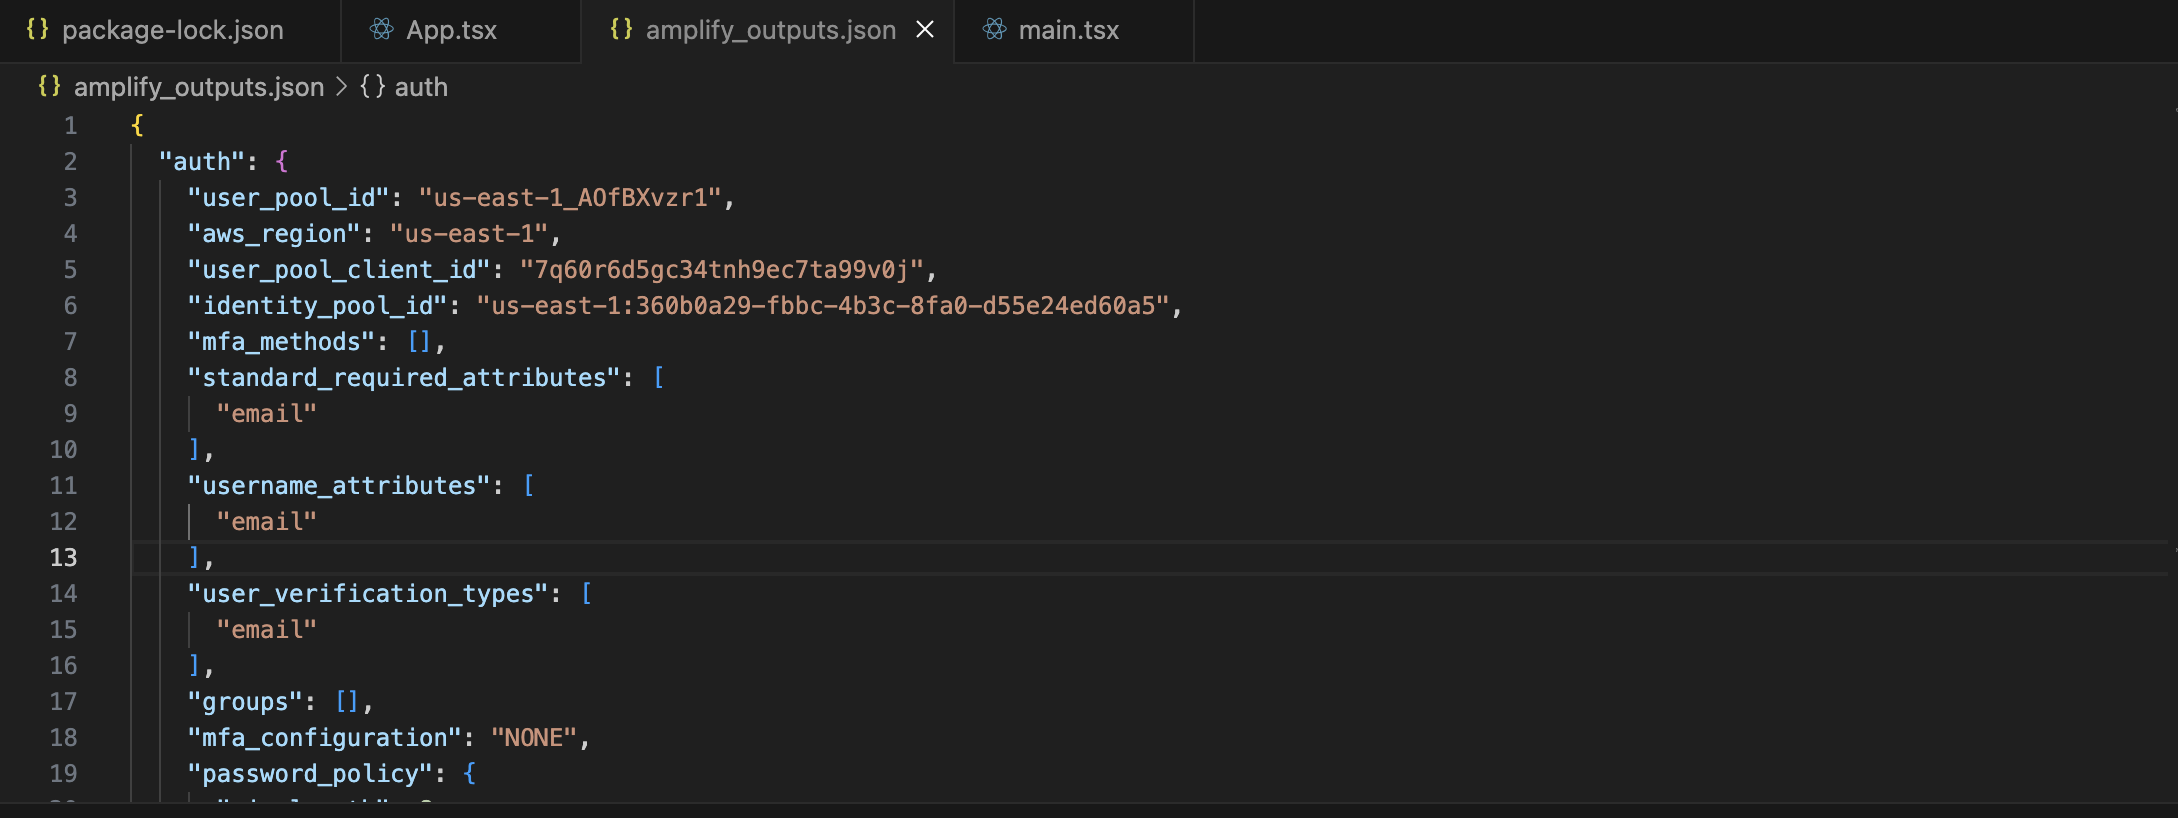 {} package-lock.json App.tsx {} amplify_outputs.json main.tsx
{} amplify_outputs.json > {} auth
1 {
2 "auth": {
3 "user_pool_id": "us-east-1_AOfBXvzr1",
4 "aws_region": "us-east-1",
5 "user_pool_client_id": "7q60r6d5gc34tnh9ec7ta99v0j",
6 "identity_pool_id": "us-east-1:360b0a29-fbbc-4b3c-8fa0-d55e24ed60a5",
7 "mfa_methods": [],
8 "standard_required_attributes": [
9 "email"
10 ],
11 "username_attributes": [
12 "email"
13 ],
14 "user_verification_types": [
15 "email"
16 ],
17 "groups": [],
18 "mfa_configuration": "NONE",
19 "password_policy": {